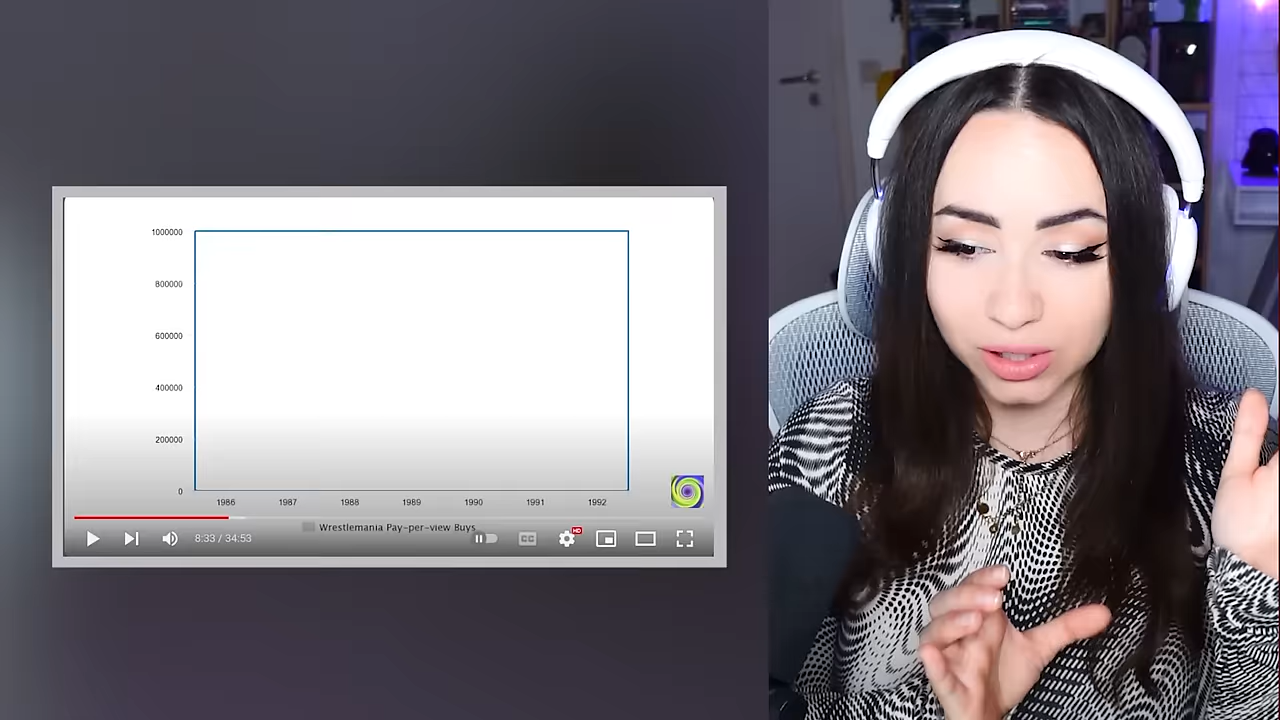 1000000
800000
600000
400000
200000
0
1986 1987 1988 1989 1990 1991 1992
Wrestlemania Pay-per-view Buys
8:33 / 34:53
CC
HD